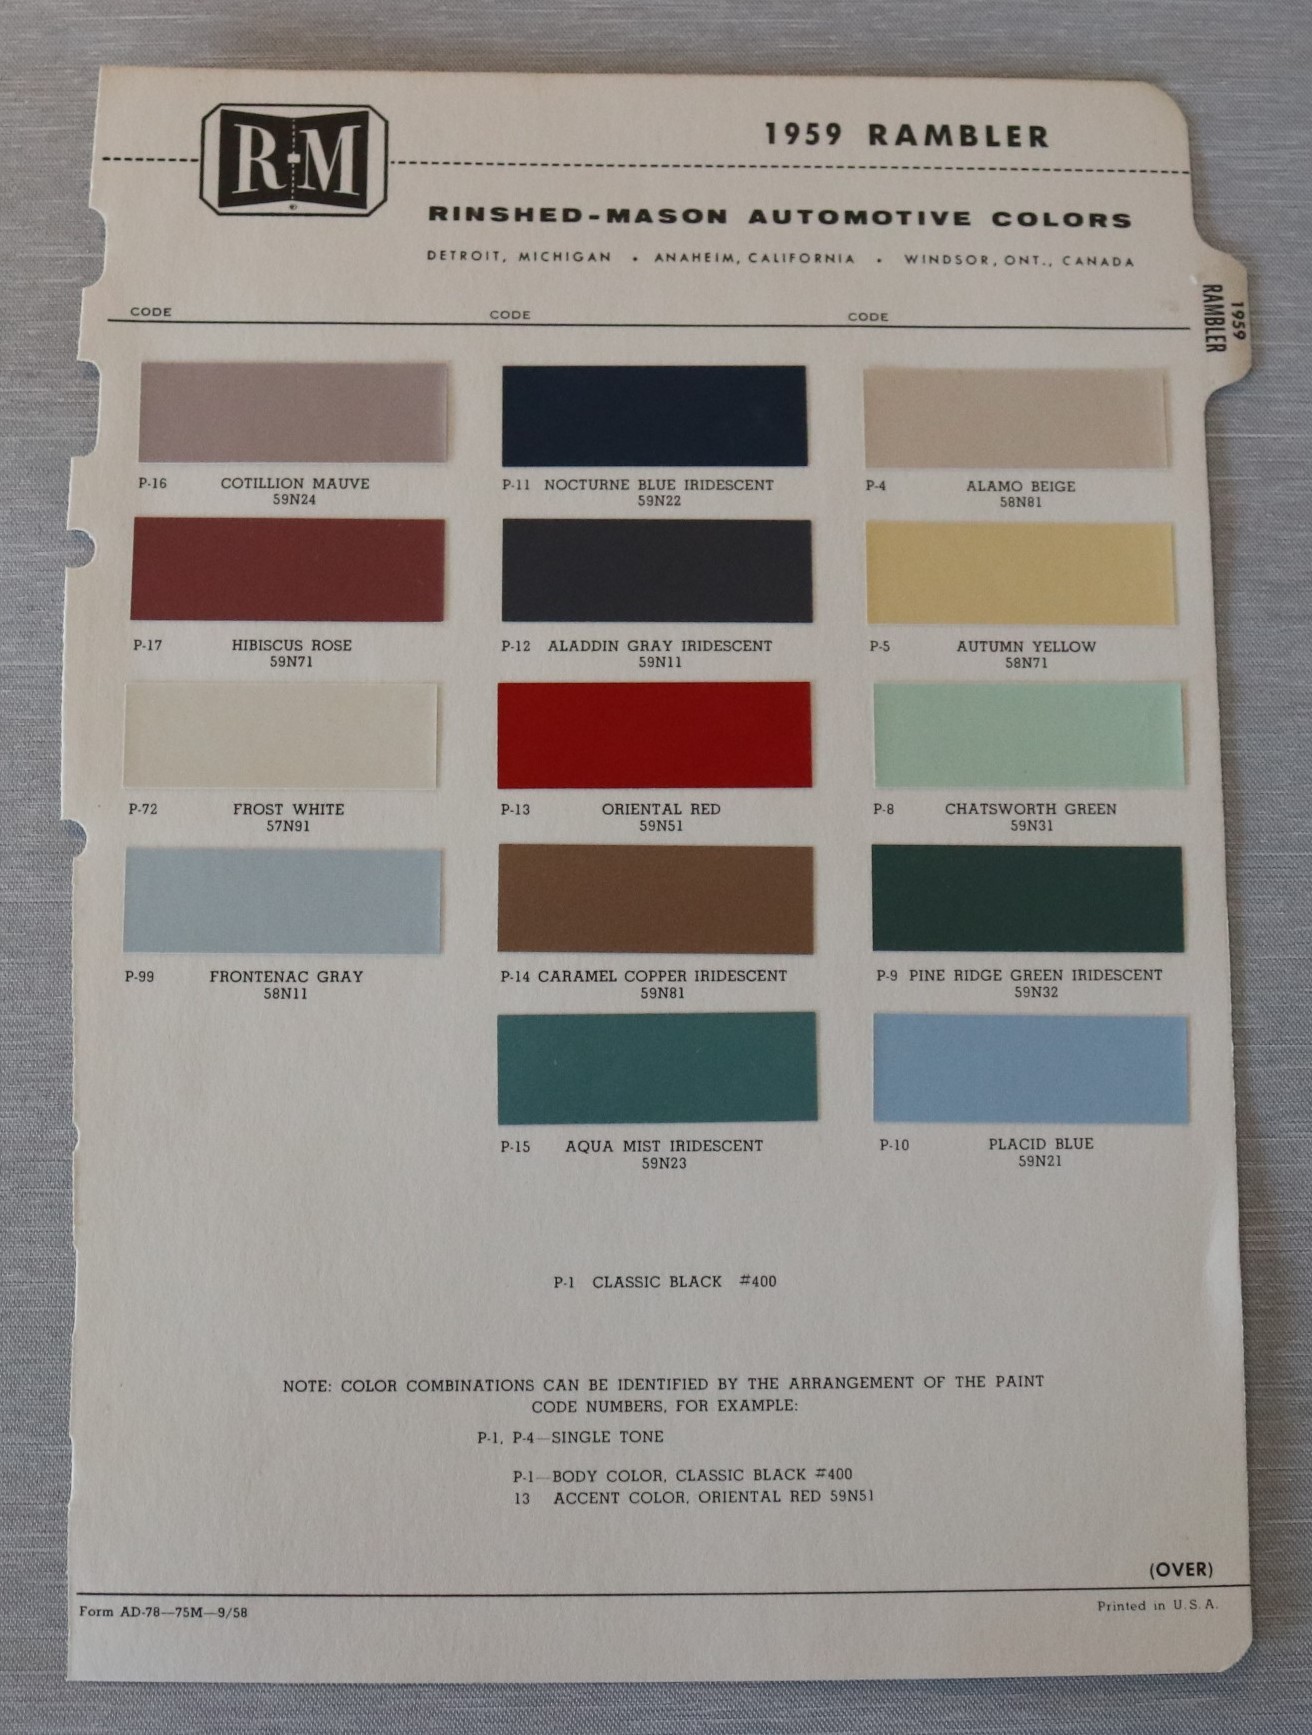 R-M
1959 RAMBLER
RINSHED-MASON AUTOMOTIVE COLORS
DETROIT, MICHIGAN • ANAHEIM, CALIFORNIA • WINDSOR, ONT., CANADA
1959
RAMBLER
CODE CODE CODE
P-16 COTILLION MAUVE
59N24
P-11 NOCTURNE BLUE IRIDESCENT
59N22
P-4 ALAMO BEIGE
58N81
P-17 HIBISCUS ROSE
59N71
P-12 ALADDIN GRAY IRIDESCENT
59N11
P-5 AUTUMN YELLOW
58N71
P-72 FROST WHITE
57N91
P-13 ORIENTAL RED
59N51
P-8 CHATSWORTH GREEN
59N31
P-99 FRONTENAC GRAY
58N11
P-14 CARAMEL COPPER IRIDESCENT
59N81
P-9 PINE RIDGE GREEN IRIDESCENT
59N32
P-15 AQUA MIST IRIDESCENT
59N23
P-10 PLACID BLUE
59N21
P-1 CLASSIC BLACK #400
NOTE: COLOR COMBINATIONS CAN BE IDENTIFIED BY THE ARRANGEMENT OF THE PAINT
CODE NUMBERS, FOR EXAMPLE:
P-1, P-4—SINGLE TONE
P-1—BODY COLOR, CLASSIC BLACK #400
13 ACCENT COLOR, ORIENTAL RED 59N51
(OVER)
Form AD-78—75M—9/58
Printed in U.S.A.